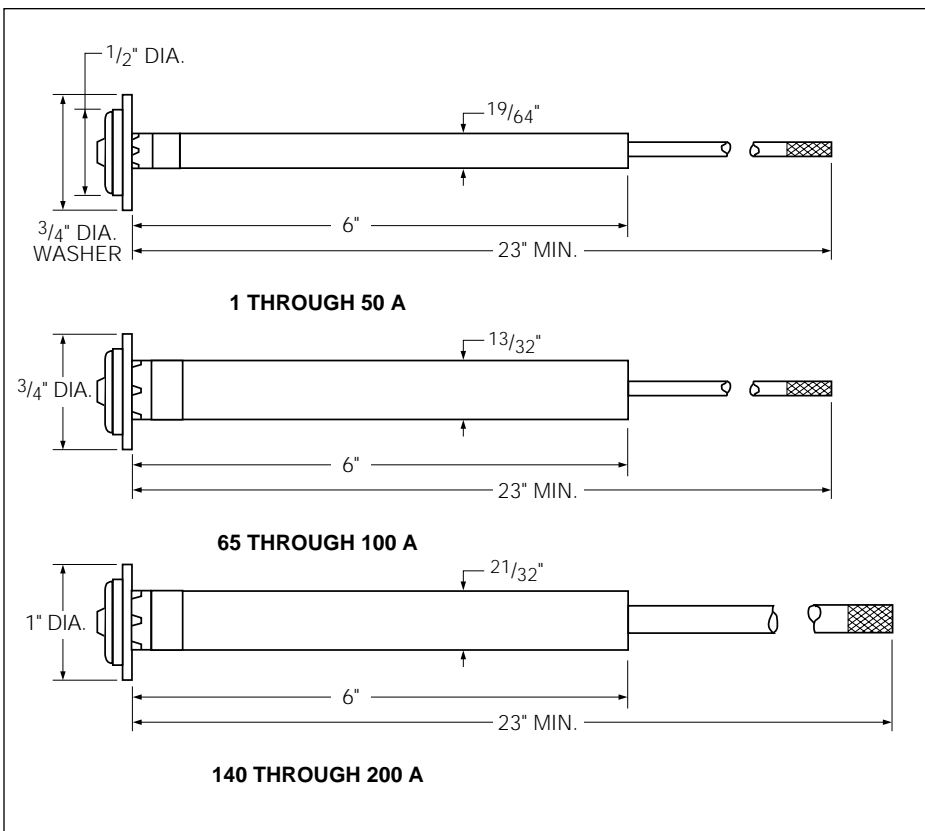 1/2" DIA.
19/64"
3/4" DIA.
WASHER
6"
23" MIN.
1 THROUGH 50 A
13/32"
3/4" DIA.
6"
23" MIN.
65 THROUGH 100 A
21/32"
1" DIA.
6"
23" MIN.
140 THROUGH 200 A